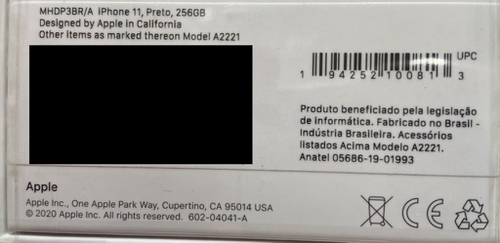 MHDP3BR/A iPhone 11, Preto, 256GB
Designed by Apple in California
Other items as marked thereon Model A2221
UPC
1 94252 10081 3
Produto beneficiado pela legislação
de informática. Fabricado no Brasil -
Indústria Brasileira. Acessórios
listados Acima Modelo A2221.
Anatel 05686-19-01993
Apple
Apple Inc., One Apple Park Way, Cupertino, CA 95014 USA
© 2020 Apple Inc. All rights reserved. 602-04041-A
CE